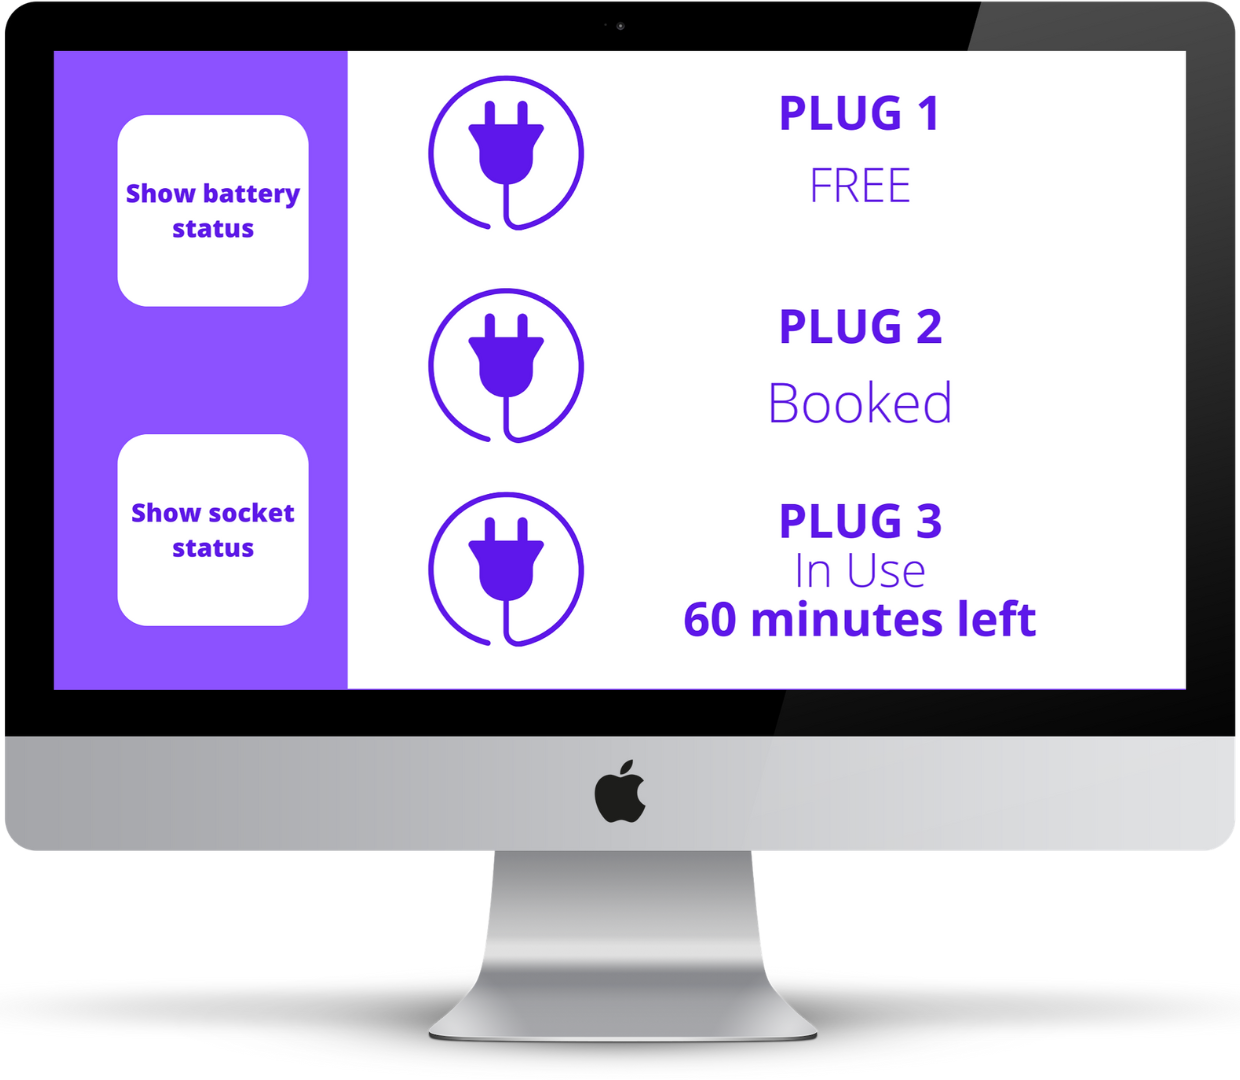 Show battery
status
Show socket
status
PLUG 1
FREE
PLUG 2
Booked
PLUG 3
In Use
60 minutes left